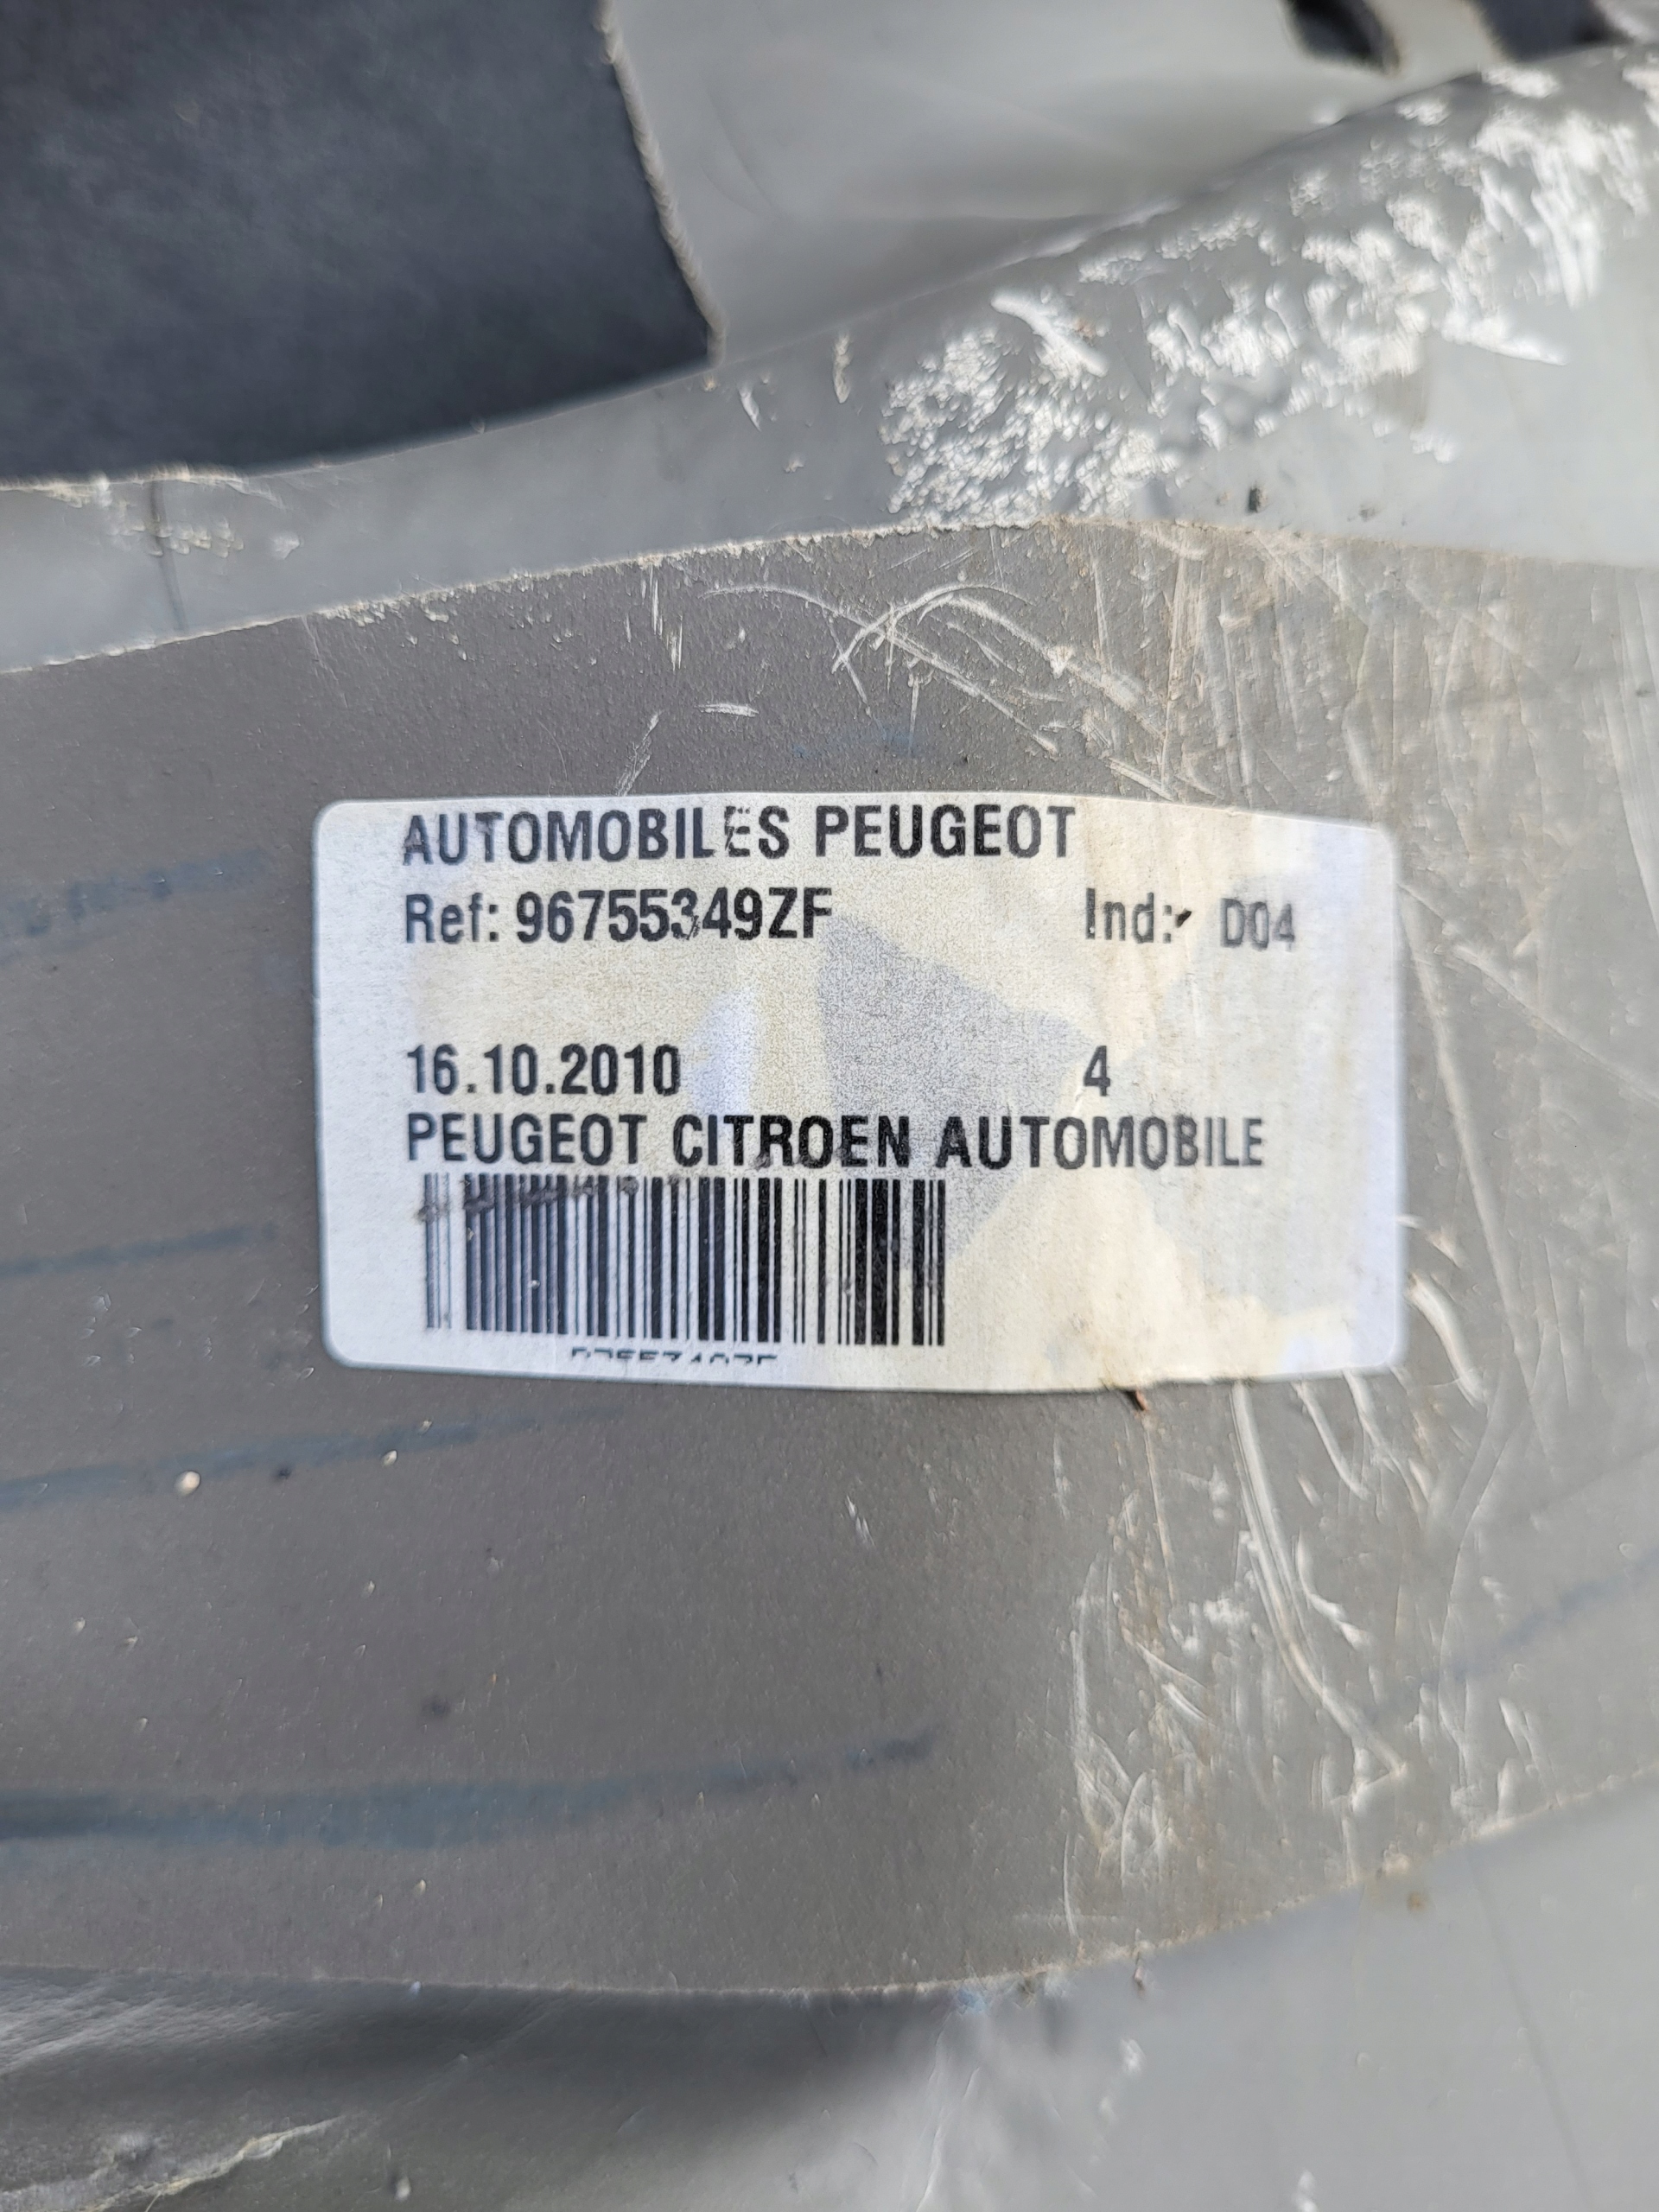 AUTOMOBILES PEUGEOT
Ref: 96755349ZF Ind: D04
16.10.2010 4
PEUGEOT CITROEN AUTOMOBILE